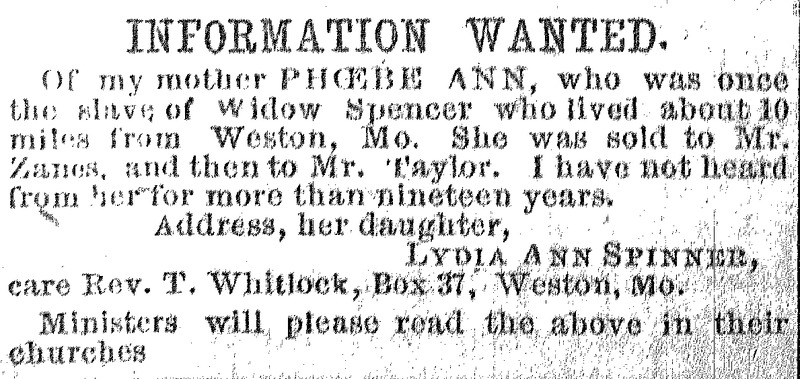 INFORMATION WANTED.
Of my mother PHŒBE ANN, who was once
the slave of Widow Spencer who lived about 10
miles from Weston, Mo. She was sold to Mr.
Zanes, and then to Mr. Taylor. I have not heard
from her for more than nineteen years.
Address, her daughter,
LYDIA ANN SPINNER,
care Rev. T. Whitlock, Box 37, Weston, Mo.
Ministers will please read the above in their
churches